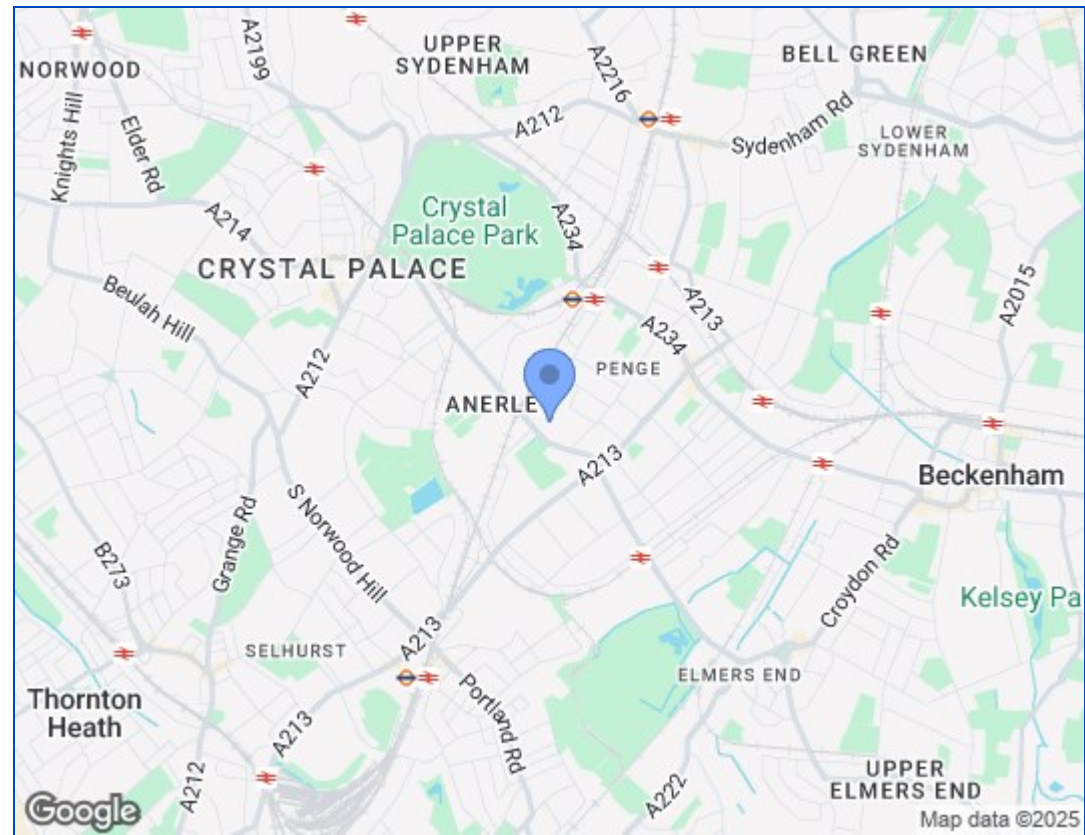 NORWOOD
A2199
UPPER
SYDENHAM
A2216
BELL GREEN
Knights Hill
Elder Rd
A212
Sydenham Rd
LOWER
SYDENHAM
A214
Crystal
Palace Park
A234
CRYSTAL PALACE
A213
A2015
Beulah Hill
A212
A234
PENGE
ANERLE
A213
Beckenham
B273
Grange Rd
S Norwood Hill
Croydon Rd
Kelsey Pa
SELHURST
A213
ELMERS END
Thornton
Heath
A213
Portland Rd
A212
A222
UPPER
ELMERS END
Google
Map data ©2025